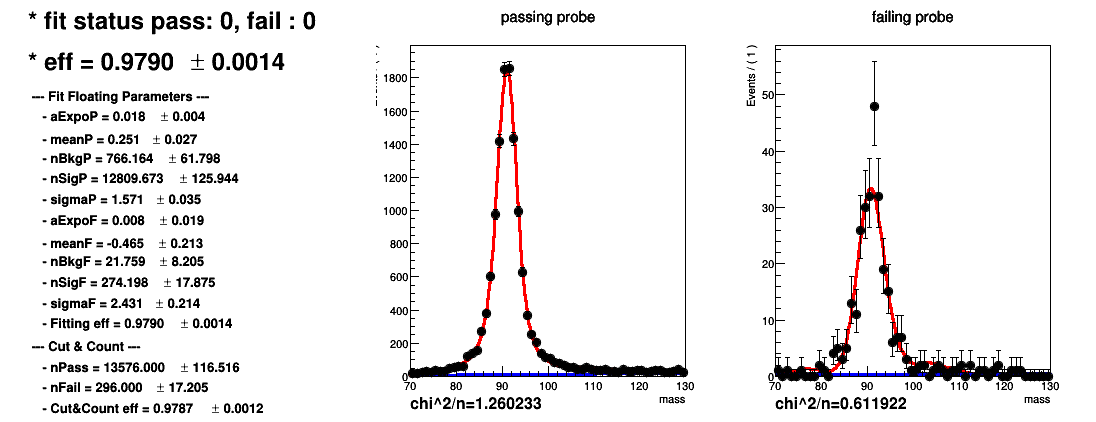 * fit status pass: 0, fail : 0
* eff = 0.9790 ± 0.0014
--- Fit Floating Parameters ---
- aExpoP = 0.018 ± 0.004
- meanP = 0.251 ± 0.027
- nBkgP = 766.164 ± 61.798
- nSigP = 12809.673 ± 125.944
- sigmaP = 1.571 ± 0.035
- aExpoF = 0.008 ± 0.019
- meanF = -0.465 ± 0.213
- nBkgF = 21.759 ± 8.205
- nSigF = 274.198 ± 17.875
- sigmaF = 2.431 ± 0.214
- Fitting eff = 0.9790 ± 0.0014
--- Cut & Count ---
- nPass = 13576.000 ± 116.516
- nFail = 296.000 ± 17.205
- Cut&Count eff = 0.9787 ± 0.0012
passing probe
1800
1600
1400
1200
1000
800
600
400
200
0
70 80 90 100 110 120 130
mass
chi^2/n=1.260233
failing probe
Events / ( 1 )
50
40
30
20
10
0
70 80 90 100 110 120 130
mass
chi^2/n=0.611922